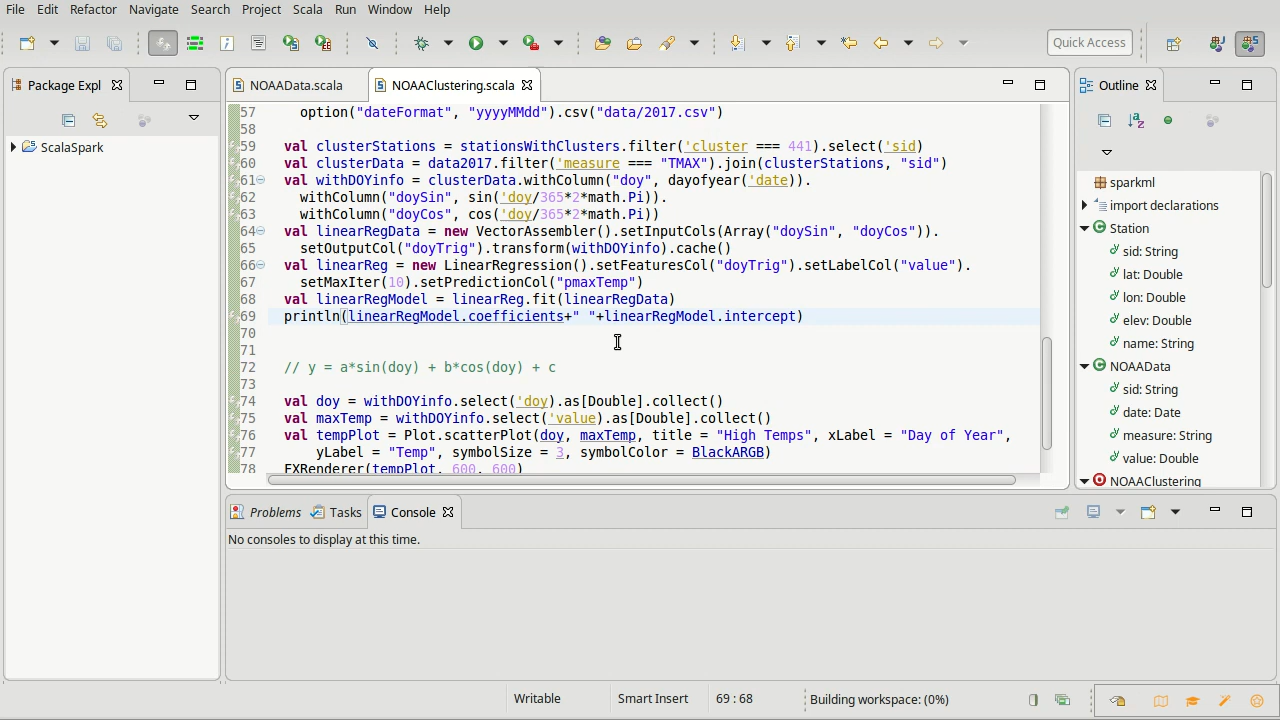 File Edit Refactor Navigate Search Project Scala Run Window Help
Quick Access
Package Expl
NOAAData.scala
NOAAClustering.scala
Outline
ScalaSpark
57 option("dateFormat", "yyyyMMdd").csv("data/2017.csv")
58
59 val clusterStations = stationsWithClusters.filter('cluster === 441).select('sid)
60 val clusterData = data2017.filter('measure === "TMAX").join(clusterStations, "sid")
61 val withDOYinfo = clusterData.withColumn("doy", dayofyear('date)).
62 withColumn("doySin", sin('doy/365*2*math.Pi)).
63 withColumn("doyCos", cos('doy/365*2*math.Pi))
64 val linearRegData = new VectorAssembler().setInputCols(Array("doySin", "doyCos")).
65 setOutputCol("doyTrig").transform(withDOYinfo).cache()
66 val linearReg = new LinearRegression().setFeaturesCol("doyTrig").setLabelCol("value").
67 setMaxIter(10).setPredictionCol("pmaxTemp")
68 val linearRegModel = linearReg.fit(linearRegData)
69 println(linearRegModel.coefficients+" "+linearRegModel.intercept)
70
71
72 // y = a*sin(doy) + b*cos(doy) + c
73
74 val doy = withDOYinfo.select('doy).as[Double].collect()
75 val maxTemp = withDOYinfo.select('value).as[Double].collect()
76 val tempPlot = Plot.scatterPlot(doy, maxTemp, title = "High Temps", xLabel = "Day of Year",
77 yLabel = "Temp", symbolSize = 3, symbolColor = BlackARGB)
78 FXRenderer(tempPlot, 600, 600)
sparkml
import declarations
Station
sid: String
lat: Double
lon: Double
elev: Double
name: String
NOAAData
sid: String
date: Date
measure: String
value: Double
NOAAClustering
Problems
Tasks
Console
No consoles to display at this time.
Writable
Smart Insert
69 : 68
Building workspace: (0%)